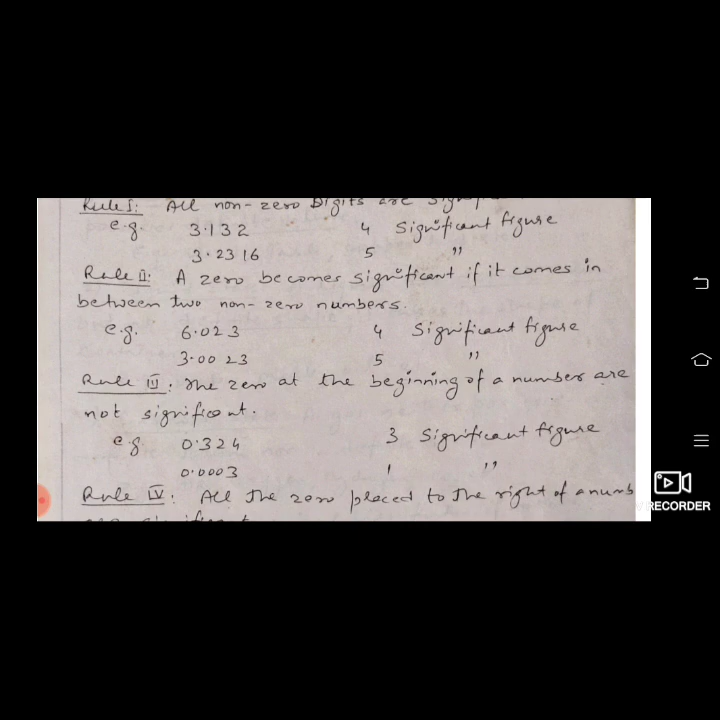 Rule I: All non-zero Digits are
e.g. 3.132 4 Significant figure
3.2316 5 "
Rule II: A zero becomes significant if it comes in
between two non-zero numbers.
e.g. 6.023 4 Significant figure
3.0023 5 "
Rule III: The zero at the beginning of a number are
not significant.
e.g. 0.324 3 Significant figure
0.0003 1 "
Rule IV: All the zero placed to the right of a numb
RECORDER